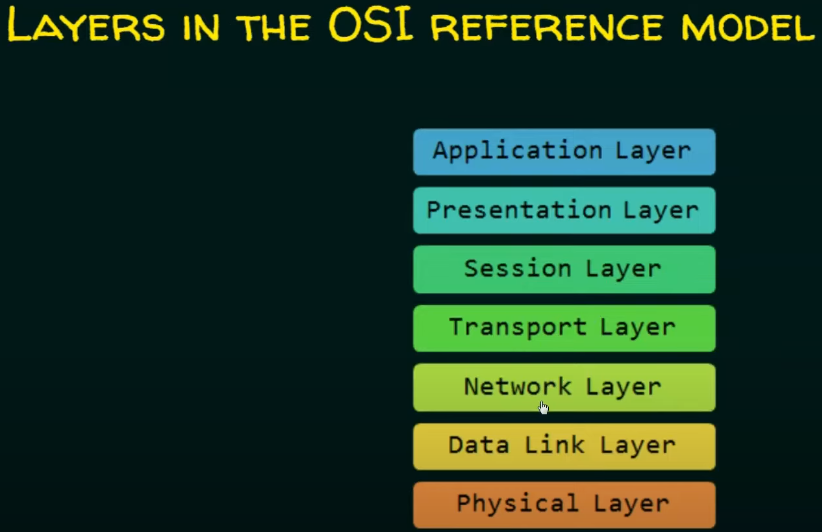 LAYERS IN THE OSI REFERENCE MODEL
Application Layer
Presentation Layer
Session Layer
Transport Layer
Network Layer
Data Link Layer
Physical Layer